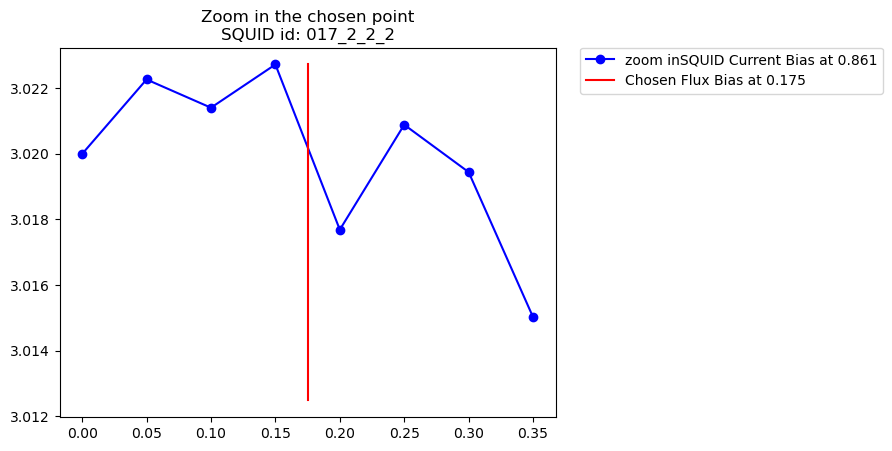 Zoom in the chosen point
SQUID id: 017_2_2_2
zoom inSQUID Current Bias at 0.861
Chosen Flux Bias at 0.175
3.022
3.020
3.018
3.016
3.014
3.012
0.00 0.05 0.10 0.15 0.20 0.25 0.30 0.35